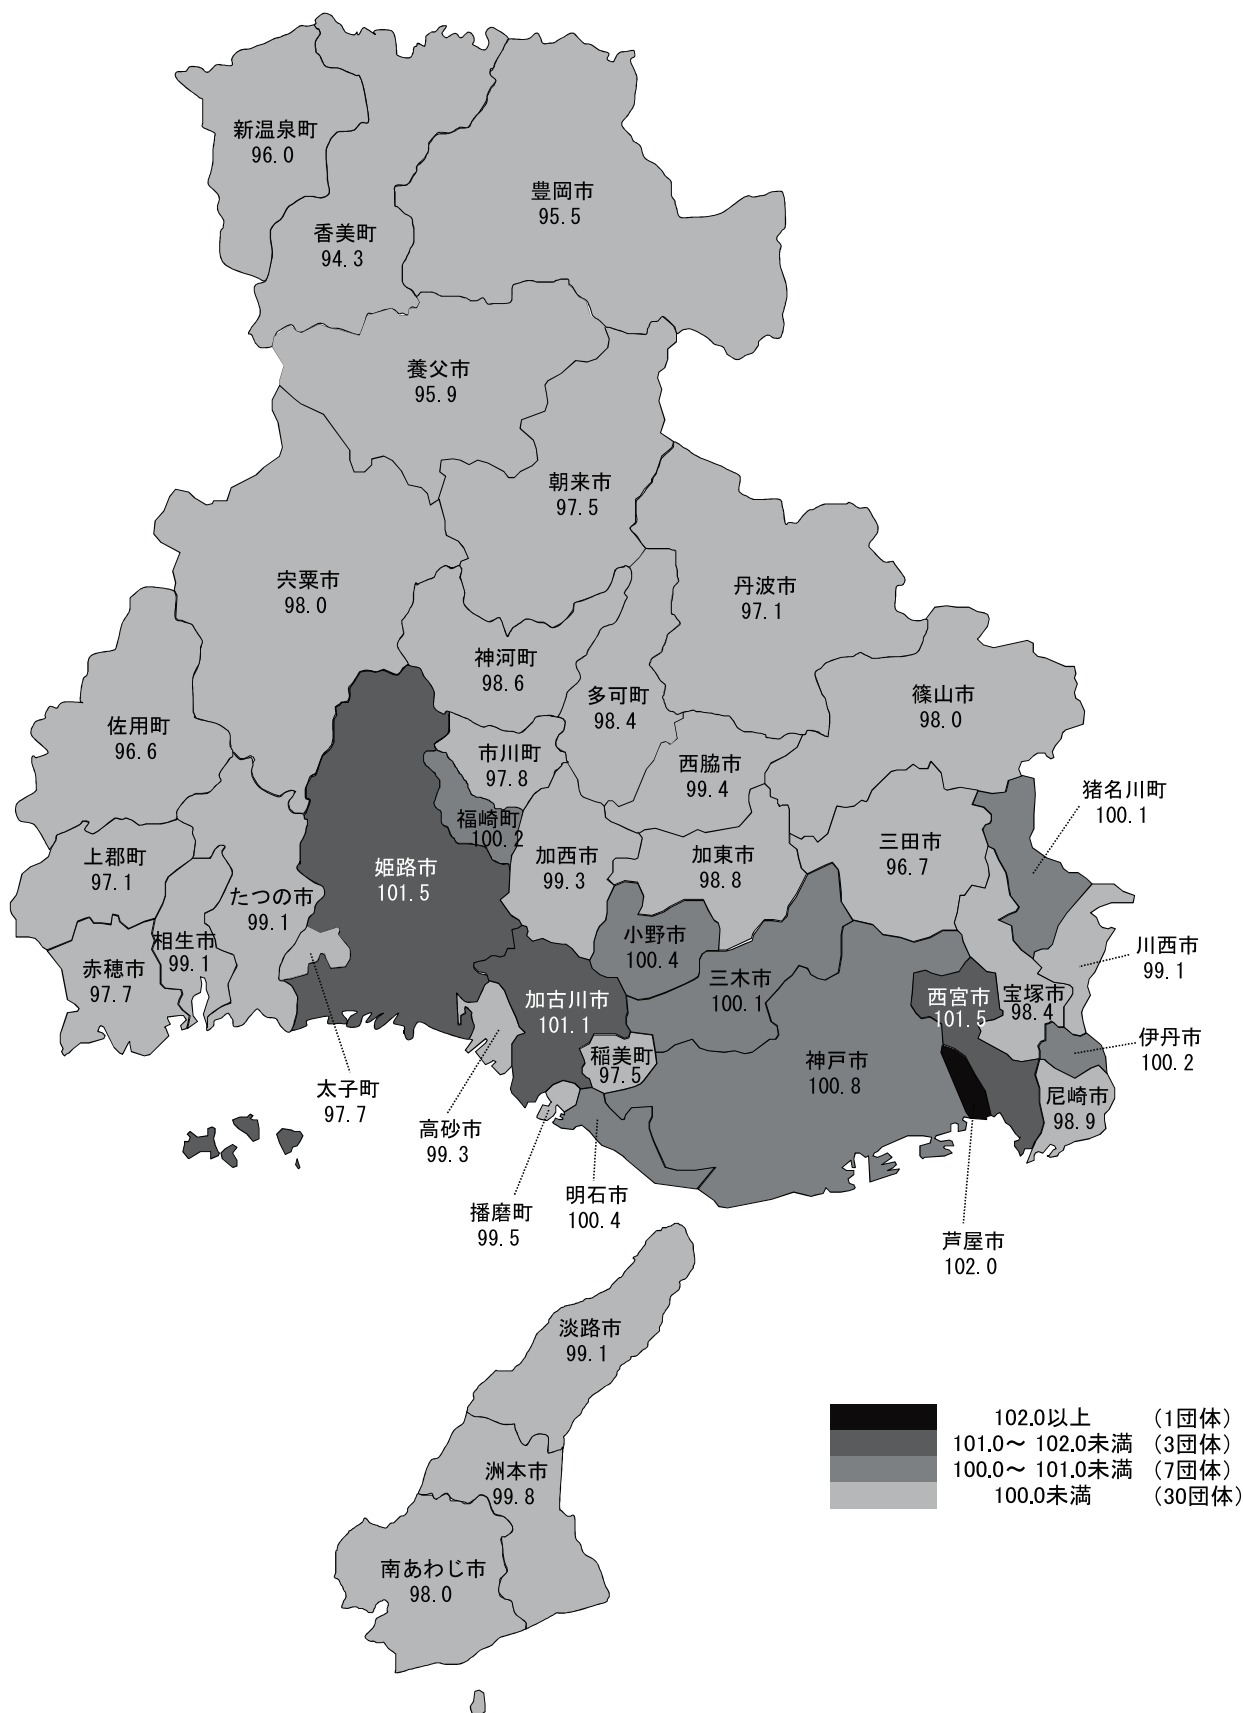 新温泉町
96.0
豊岡市
95.5
香美町
94.3
養父市
95.9
朝来市
97.5
宍粟市
98.0
丹波市
97.1
神河町
98.6
多可町
98.4
篠山市
98.0
佐用町
96.6
市川町
97.8
西脇市
99.4
猪名川町
100.1
福崎町
100.2
三田市
96.7
上郡町
97.1
姫路市
101.5
加西市
99.3
加東市
98.8
たつの市
99.1
相生市
99.1
小野市
100.4
川西市
99.1
赤穂市
97.7
三木市
100.1
加古川市
101.1
西宮市
101.5
宝塚市
98.4
伊丹市
100.2
稲美町
97.5
神戸市
100.8
太子町
97.7
尼崎市
98.9
高砂市
99.3
明石市
100.4
播磨町
99.5
芦屋市
102.0
淡路市
99.1
洲本市
99.8
南あわじ市
98.0
102.0以上 (1団体)
101.0~ 102.0未満 (3団体)
100.0~ 101.0未満 (7団体)
100.0未満 (30団体)